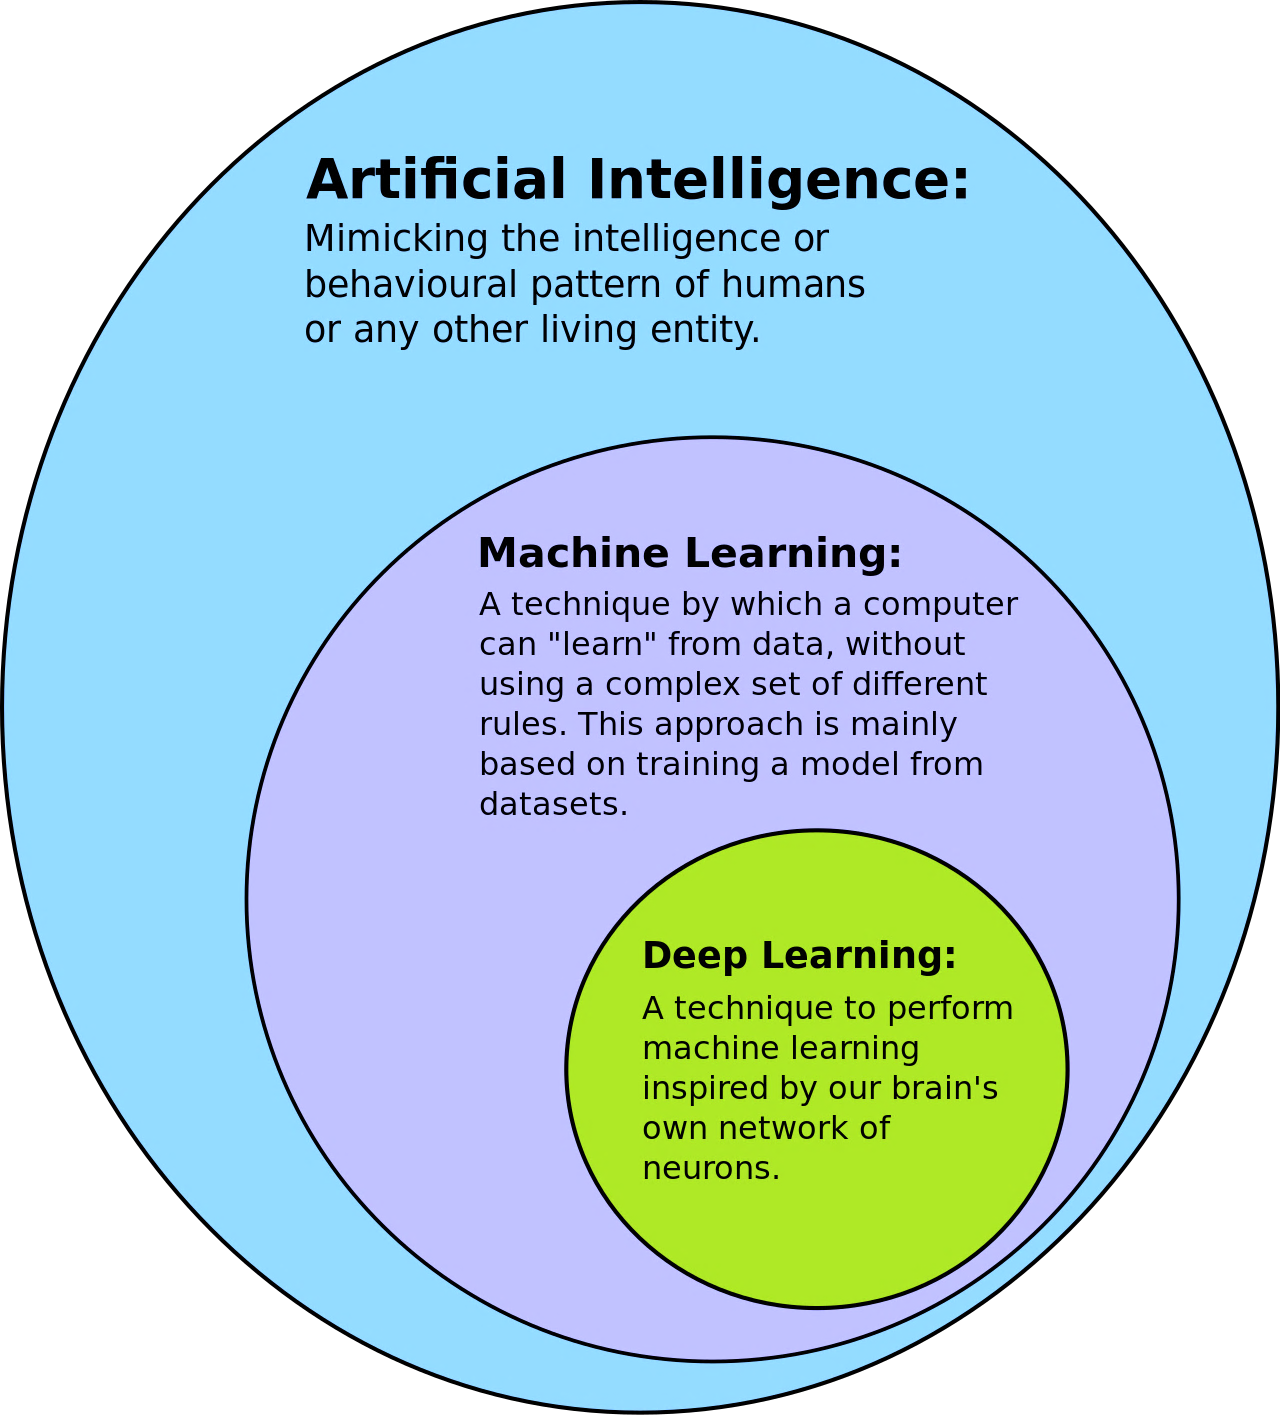 Artificial Intelligence:
Mimicking the intelligence or
behavioural pattern of humans
or any other living entity.
Machine Learning:
A technique by which a computer
can "learn" from data, without
using a complex set of different
rules. This approach is mainly
based on training a model from
datasets.
Deep Learning:
A technique to perform
machine learning
inspired by our brain's
own network of
neurons.